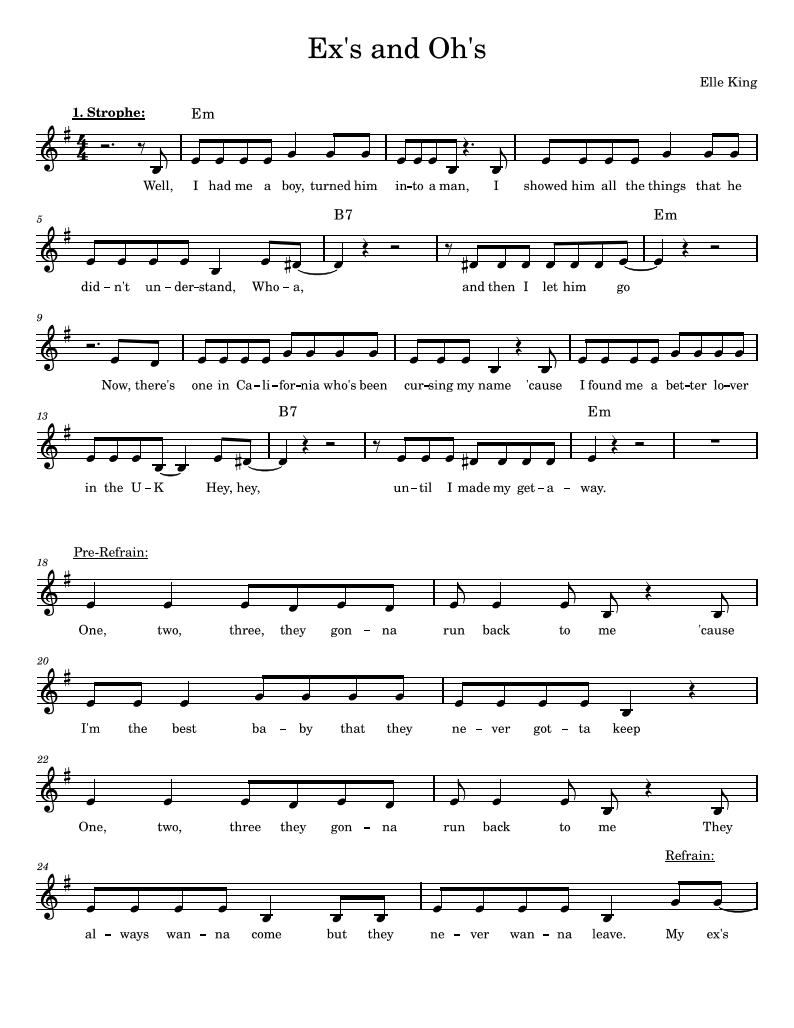 Ex's and Oh's
Elle King
1. Strophe: Em
Well, I had me a boy, turned him in-to a man, I showed him all the things that he
5 B7 Em
did - n't un - der-stand, Who - a, and then I let him go
9
Now, there's one in Ca-li-for-nia who's been cur-sing my name 'cause I found me a bet-ter lo-ver
13 B7 Em
in the U - K Hey, hey, un-til I made my get - a - way.
Pre-Refrain:
18
One, two, three, they gon - na run back to me 'cause
20
I'm the best ba - by that they ne - ver got - ta keep
22
One, two, three they gon - na run back to me They
Refrain:
24
al - ways wan - na come but they ne - ver wan - na leave. My ex's